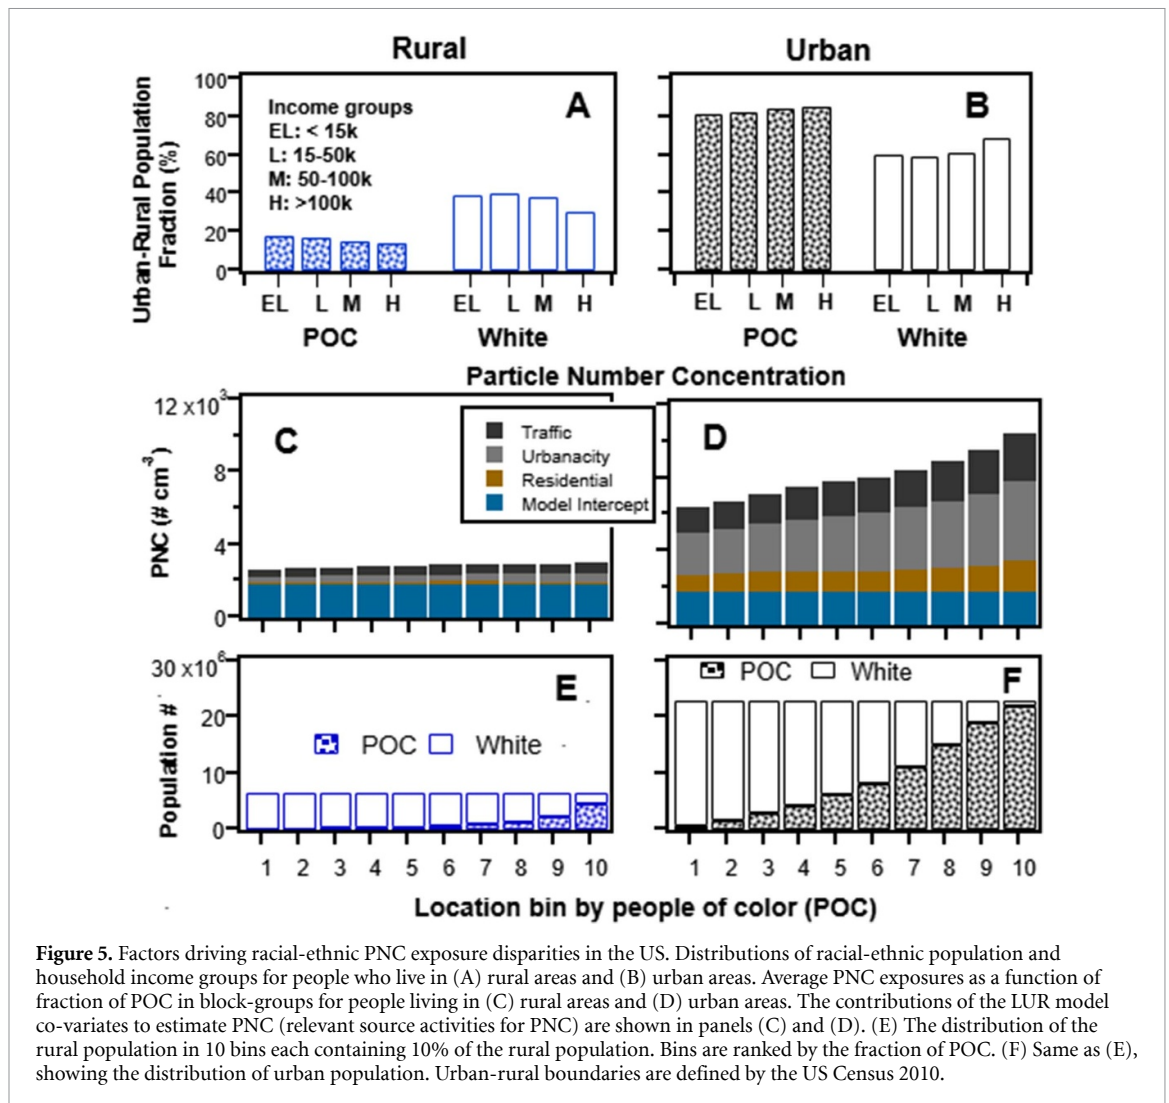 Rural
Urban
Urban-Rural Population
Fraction (%)
100
80
60
40
20
0
Income groups
EL: < 15k
L: 15-50k
M: 50-100k
H: >100k
A
B
EL L M H EL L M H
EL L M H EL L M H
POC White
POC White
Particle Number Concentration
PNC (# cm-3)
12 x10³
8
4
0
C
Traffic
Urbanacity
Residential
Model Intercept
D
Population #
30 x10⁶
20
10
0
E
POC White
POC White
F
1 2 3 4 5 6 7 8 9 10
1 2 3 4 5 6 7 8 9 10
Location bin by people of color (POC)
Figure 5. Factors driving racial-ethnic PNC exposure disparities in the US. Distributions of racial-ethnic population and
household income groups for people who live in (A) rural areas and (B) urban areas. Average PNC exposures as a function of
fraction of POC in block-groups for people living in (C) rural areas and (D) urban areas. The contributions of the LUR model
co-variates to estimate PNC (relevant source activities for PNC) are shown in panels (C) and (D). (E) The distribution of the
rural population in 10 bins each containing 10% of the rural population. Bins are ranked by the fraction of POC. (F) Same as (E),
showing the distribution of urban population. Urban-rural boundaries are defined by the US Census 2010.